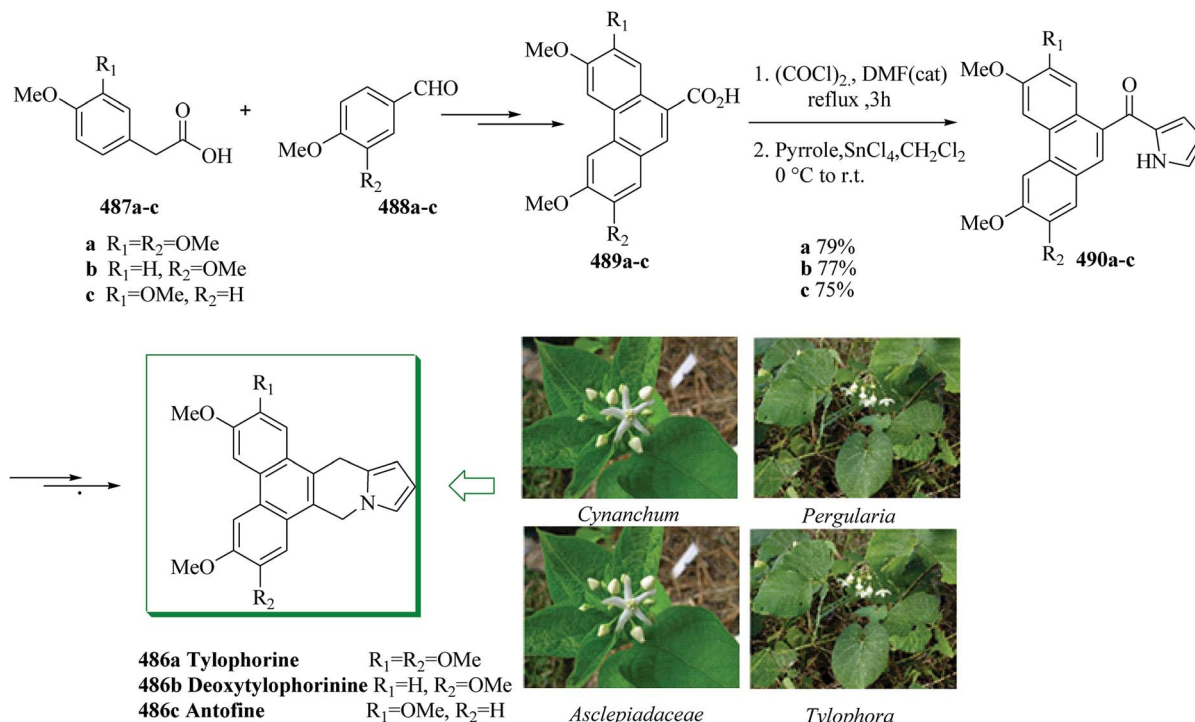 R1
MeO
O
OH
487a-c
+
CHO
MeO
R2
488a-c
a R1=R2=OMe
b R1=H, R2=OMe
c R1=OMe, R2=H
R1
MeO
CO2H
MeO
R2
489a-c
1. (COCl)2., DMF(cat)
reflux ,3h
2. Pyrrole,SnCl4,CH2Cl2
0 °C to r.t.
a 79%
b 77%
c 75%
R1
MeO
O
HN
MeO
R2
490a-c
R1
MeO
N
MeO
R2
486a Tylophorine R1=R2=OMe
486b Deoxytylophorinine R1=H, R2=OMe
486c Antofine R1=OMe, R2=H
Cynanchum
Pergularia
Asclepiadaceae
Tylophora